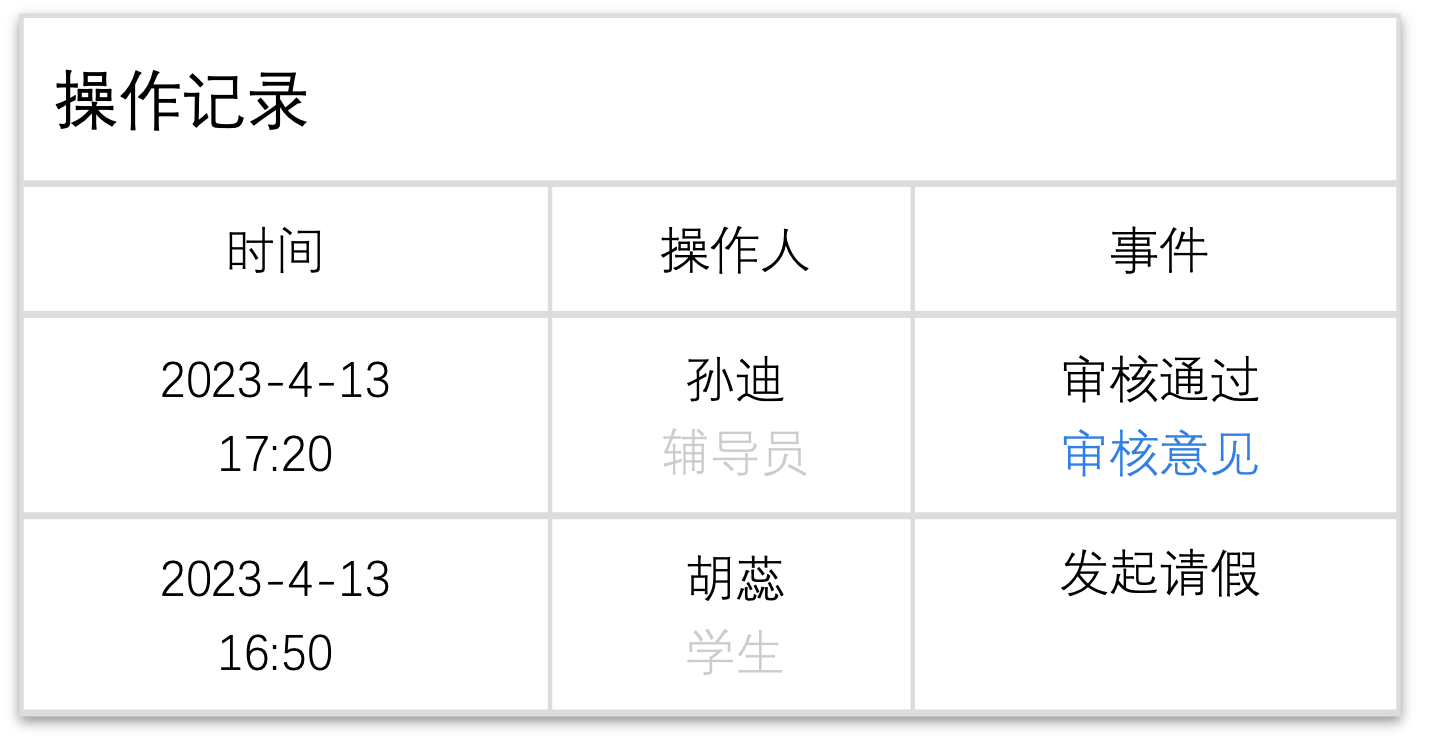 操作记录
时间 操作人 事件
2023-4-13 孙迪 审核通过
17:20 辅导员 审核意见
2023-4-13 胡蕊 发起请假
16:50 学生